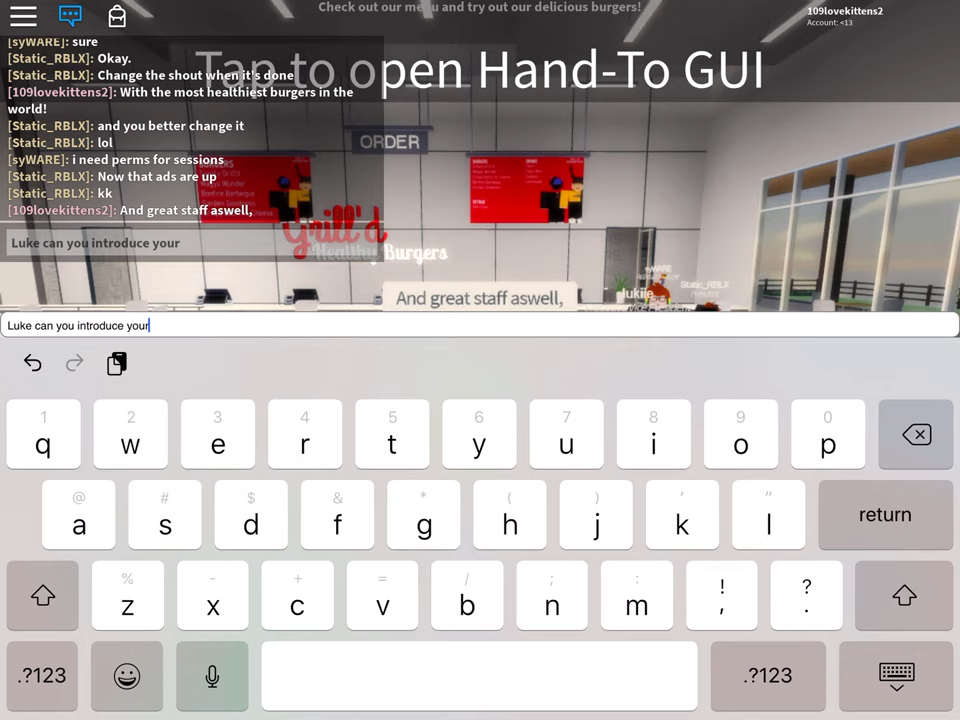 Check out our menu and try out our delicious burgers!
109lovekittens2
Account: <13
Tap to open Hand-To GUI
[syWARE]: sure
[Static_RBLX]: Okay.
[Static_RBLX]: Change the shout when it's done
[109lovekittens2]: With the most healthiest burgers in the
world!
[Static_RBLX]: and you better change it
[Static_RBLX]: lol
[syWARE]: i need perms for sessions
[Static_RBLX]: Now that ads are up
[Static_RBLX]: kk
[109lovekittens2]: And great staff aswell,
Luke can you introduce your
ORDER
BURGERS
Grill'd
Healthy Burgers
And great staff aswell,
syWARE
Static_RBLX
Luke can you introduce your
1 2 3 4 5 6 7 8 9 0
q w e r t y u i o p
@ # $ & * ( ) ' "
a s d f g h j k l return
% - + = / ; : ! ?
z x c v b n m , .
.?123 .?123